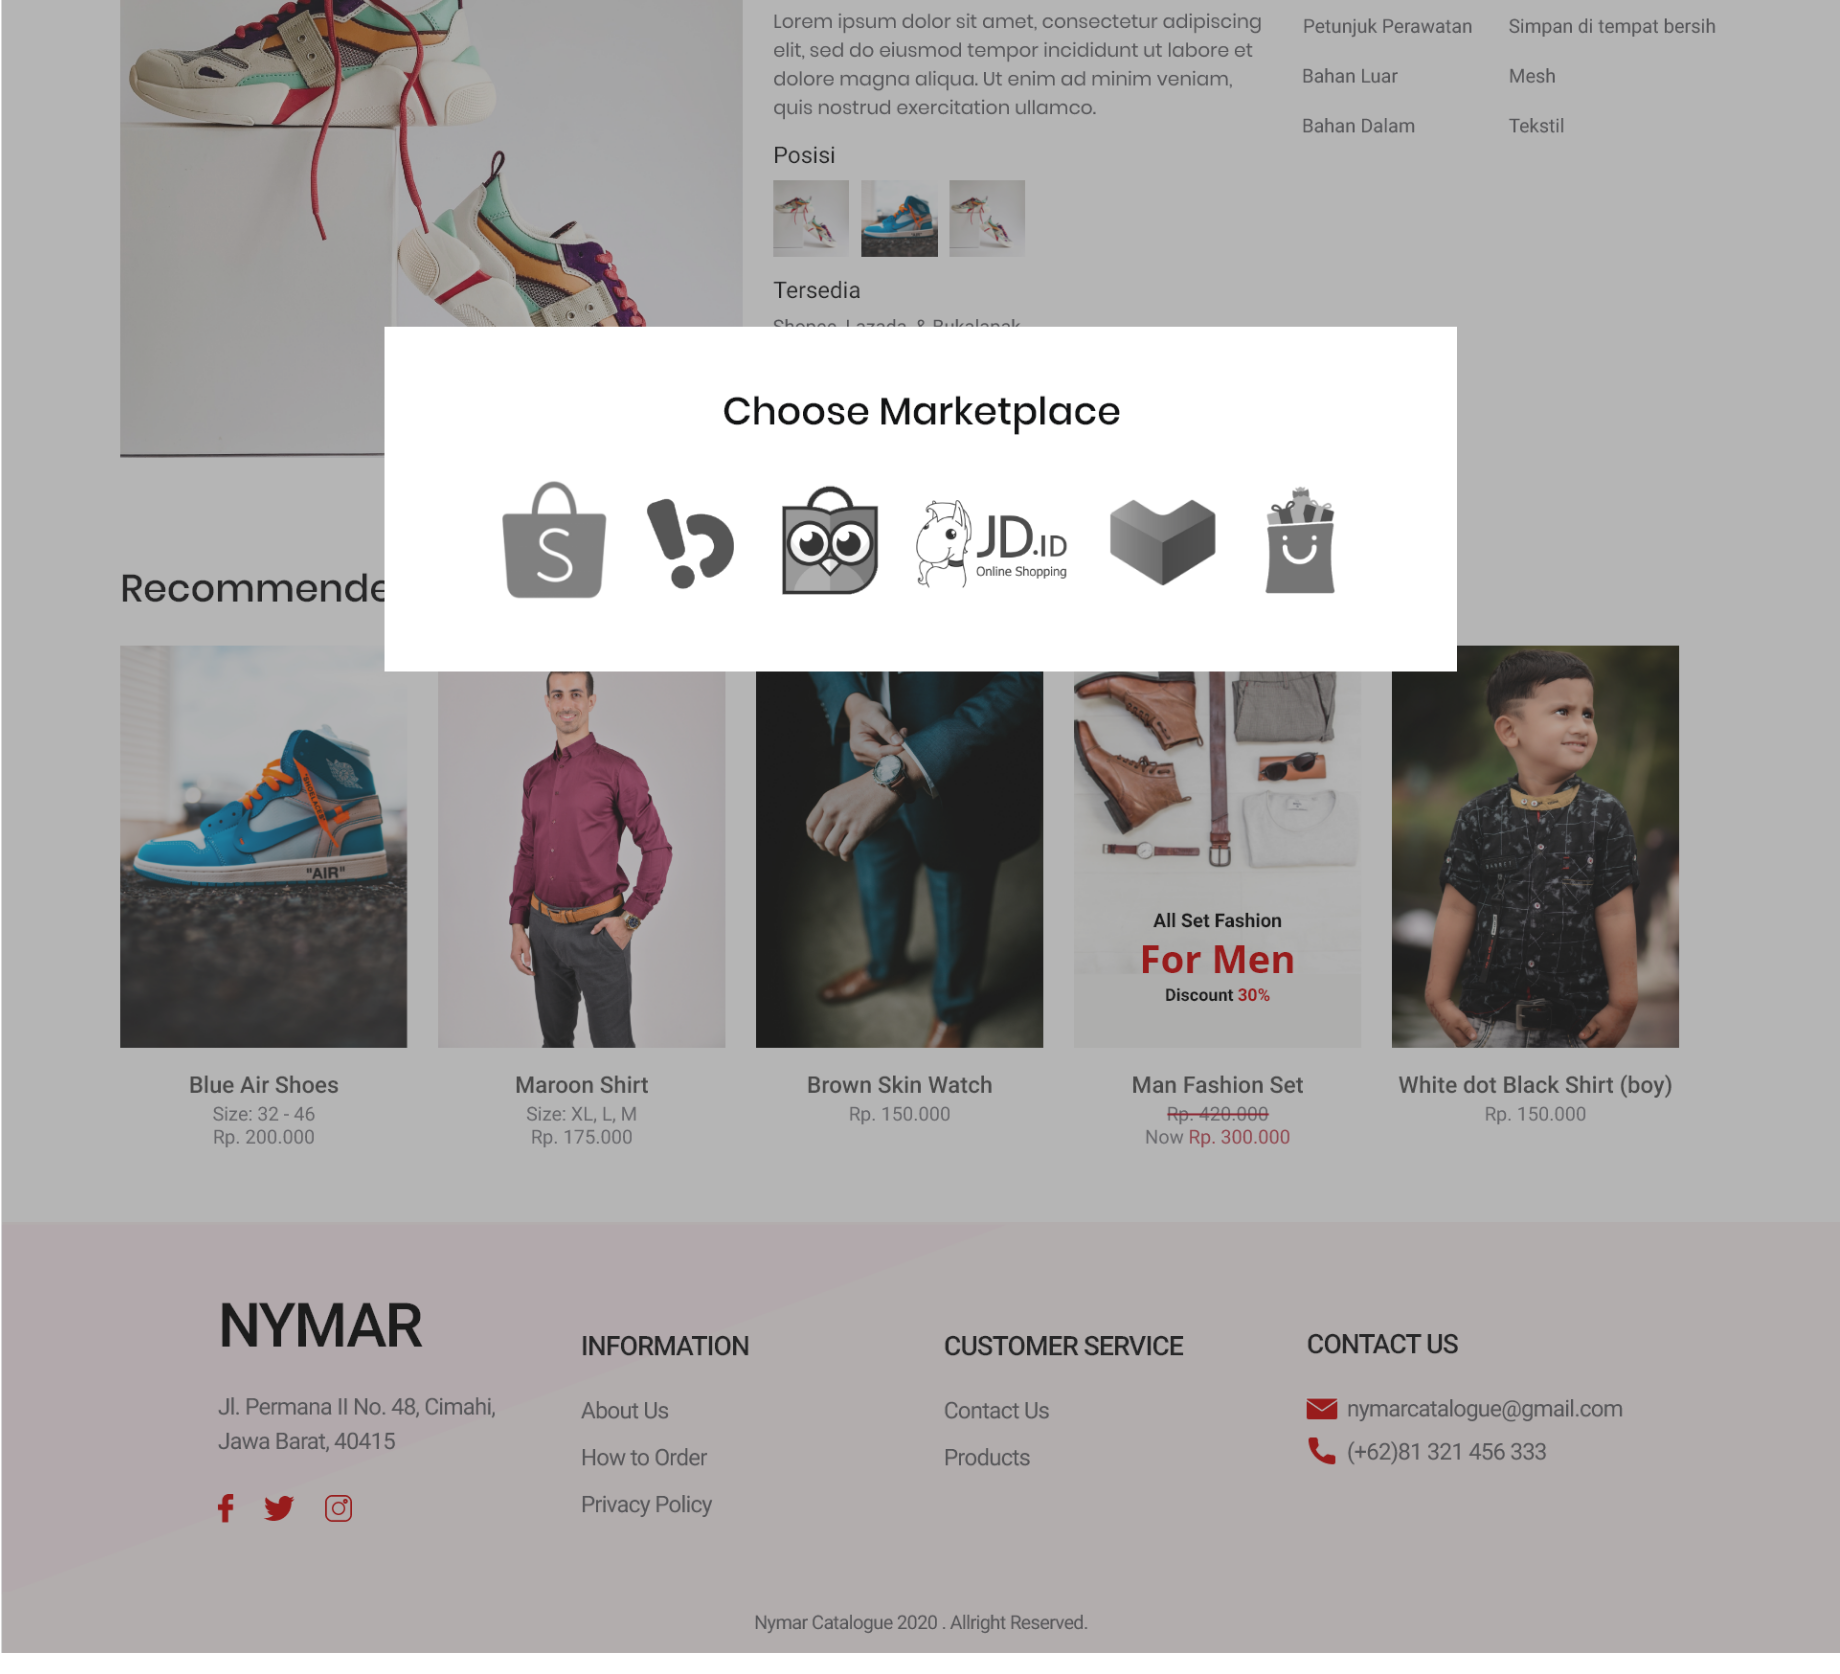 Lorem ipsum dolor sit amet, consectetur adipiscing
elit, sed do eiusmod tempor incididunt ut labore et
dolore magna aliqua. Ut enim ad minim veniam,
quis nostrud exercitation ullamco.
Petunjuk Perawatan Simpan di tempat bersih
Bahan Luar Mesh
Bahan Dalam Tekstil
Posisi
Tersedia
Shopee, Lazada, & Bukalapak
Choose Marketplace
S
JD.ID
Online Shopping
Recommende
SHOELACES
"AIR"
All Set Fashion
For Men
Discount 30%
Blue Air Shoes
Size: 32 - 46
Rp. 200.000
Maroon Shirt
Size: XL, L, M
Rp. 175.000
Brown Skin Watch
Rp. 150.000
Man Fashion Set
Rp. 420.000
Now Rp. 300.000
White dot Black Shirt (boy)
Rp. 150.000
NYMAR
Jl. Permana II No. 48, Cimahi,
Jawa Barat, 40415
INFORMATION
About Us
How to Order
Privacy Policy
CUSTOMER SERVICE
Contact Us
Products
CONTACT US
nymarcatalogue@gmail.com
(+62)81 321 456 333
Nymar Catalogue 2020 . Allright Reserved.